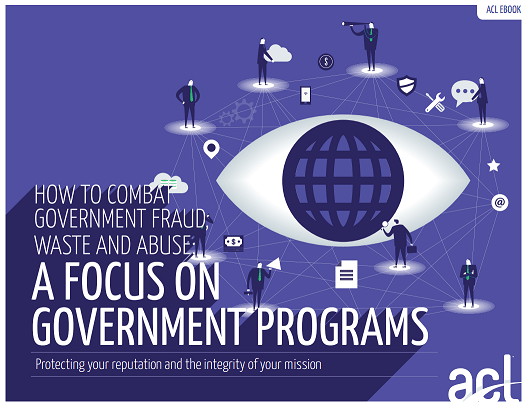 ACL EBOOK
HOW TO COMBAT
GOVERNMENT FRAUD,
WASTE AND ABUSE:
A FOCUS ON
GOVERNMENT PROGRAMS
Protecting your reputation and the integrity of your mission
acl